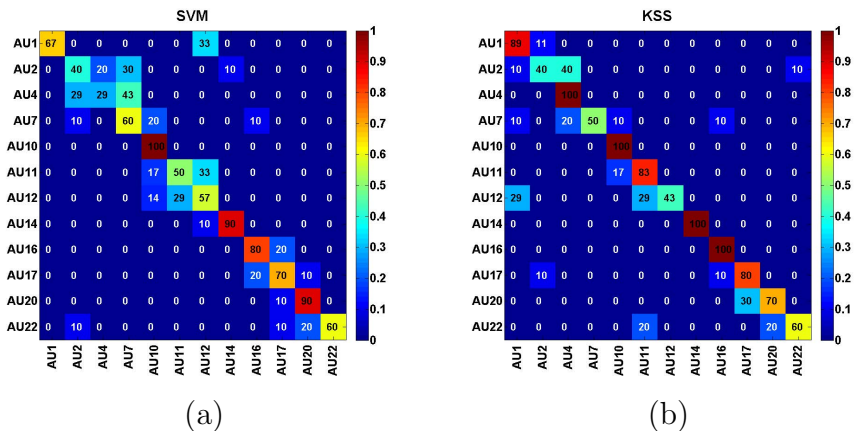 SVM
AU1 67 0 0 0 0 0 33 0 0 0 0 0
AU2 0 40 20 30 0 0 0 10 0 0 0 0
AU4 0 29 29 43 0 0 0 0 0 0 0 0
AU7 0 10 0 60 20 0 0 0 10 0 0 0
AU10 0 0 0 0 100 0 0 0 0 0 0 0
AU11 0 0 0 0 17 50 33 0 0 0 0 0
AU12 0 0 0 0 14 29 57 0 0 0 0 0
AU14 0 0 0 0 0 0 10 90 0 0 0 0
AU16 0 0 0 0 0 0 0 0 80 20 0 0
AU17 0 0 0 0 0 0 0 0 20 70 10 0
AU20 0 0 0 0 0 0 0 0 0 10 90 0
AU22 0 10 0 0 0 0 0 0 0 10 20 60
AU1 AU2 AU4 AU7 AU10 AU11 AU12 AU14 AU16 AU17 AU20 AU22
1
0.9
0.8
0.7
0.6
0.5
0.4
0.3
0.2
0.1
0
(a)
KSS
AU1 89 11 0 0 0 0 0 0 0 0 0 0
AU2 10 40 40 0 0 0 0 0 0 0 0 10
AU4 0 0 100 0 0 0 0 0 0 0 0 0
AU7 10 0 20 50 10 0 0 0 10 0 0 0
AU10 0 0 0 0 100 0 0 0 0 0 0 0
AU11 0 0 0 0 17 83 0 0 0 0 0 0
AU12 29 0 0 0 0 29 43 0 0 0 0 0
AU14 0 0 0 0 0 0 0 100 0 0 0 0
AU16 0 0 0 0 0 0 0 0 100 0 0 0
AU17 0 10 0 0 0 0 0 0 10 80 0 0
AU20 0 0 0 0 0 0 0 0 0 30 70 0
AU22 0 0 0 0 0 20 0 0 0 0 20 60
AU1 AU2 AU4 AU7 AU10 AU11 AU12 AU14 AU16 AU17 AU20 AU22
1
0.9
0.8
0.7
0.6
0.5
0.4
0.3
0.2
0.1
0
(b)